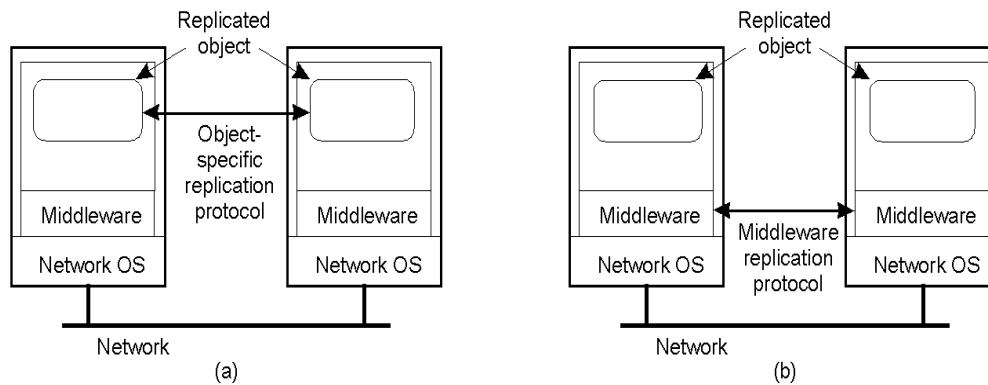 Replicated
object
Object-
specific
replication
protocol
Middleware
Middleware
Network OS
Network OS
Network
(a)
Replicated
object
Middleware
Middleware
Middleware
replication
protocol
Network OS
Network OS
Network
(b)